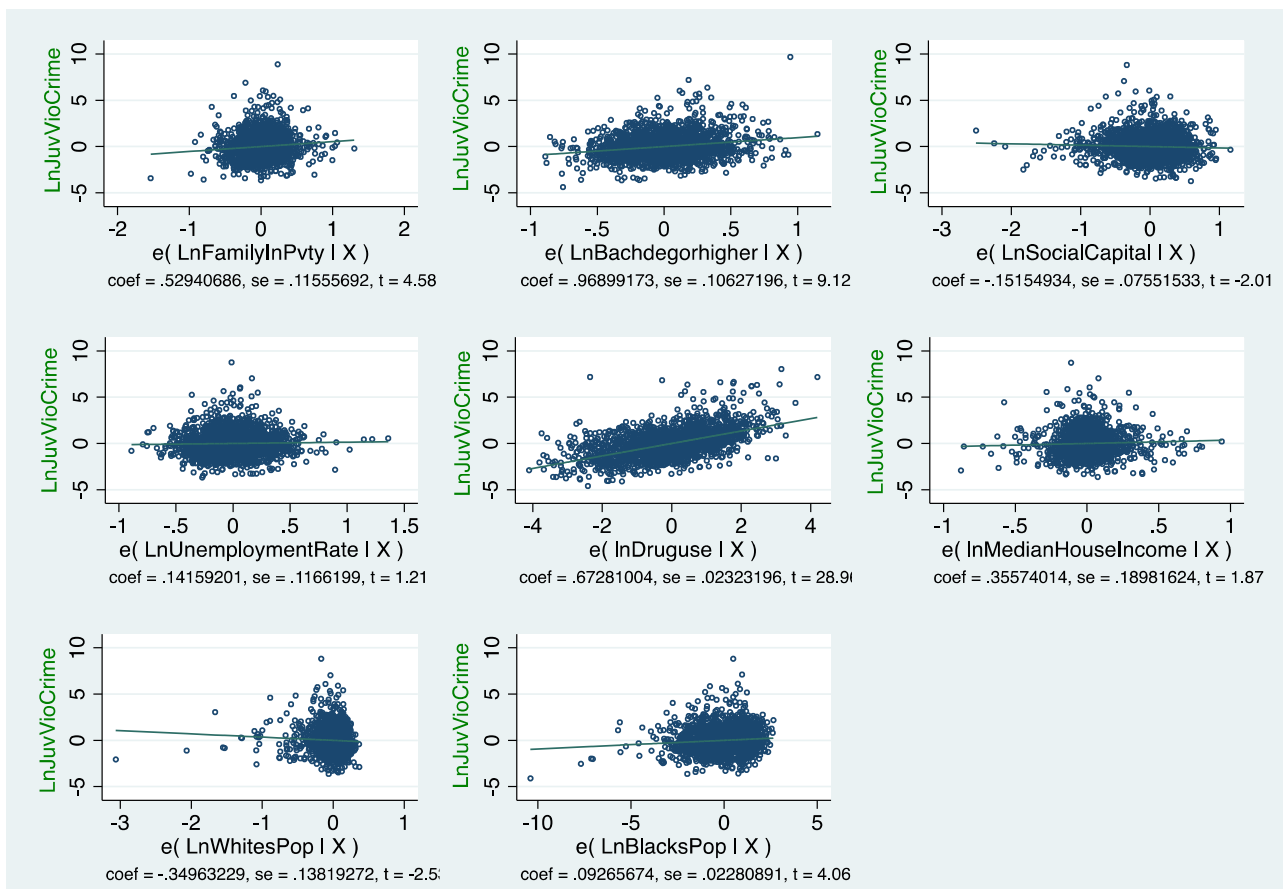 LnJuvVioCrime
10
5
0
-5
-2 -1 0 1 2
e( LnFamilyInPvty | X )
coef = .52940686, se = .11555692, t = 4.58
LnJuvVioCrime
10
5
0
-5
-1 -.5 0 .5 1
e( LnBachdegorhigher | X )
coef = .96899173, se = .10627196, t = 9.12
LnJuvVioCrime
10
5
0
-5
-3 -2 -1 0 1
e( LnSocialCapital | X )
coef = -.15154934, se = .07551533, t = -2.01
LnJuvVioCrime
10
5
0
-5
-1 -.5 0 .5 1 1.5
e( LnUnemploymentRate | X )
coef = .14159201, se = .1166199, t = 1.21
LnJuvVioCrime
10
5
0
-5
-4 -2 0 2 4
e( lnDruguse | X )
coef = .67281004, se = .02323196, t = 28.9
LnJuvVioCrime
10
5
0
-5
-1 -.5 0 .5 1
e( lnMedianHouseIncome | X )
coef = .35574014, se = .18981624, t = 1.87
LnJuvVioCrime
10
5
0
-5
-3 -2 -1 0 1
e( LnWhitesPop | X )
coef = -.34963229, se = .13819272, t = -2.5
LnJuvVioCrime
10
5
0
-5
-10 -5 0 5
e( LnBlacksPop | X )
coef = .09265674, se = .02280891, t = 4.06